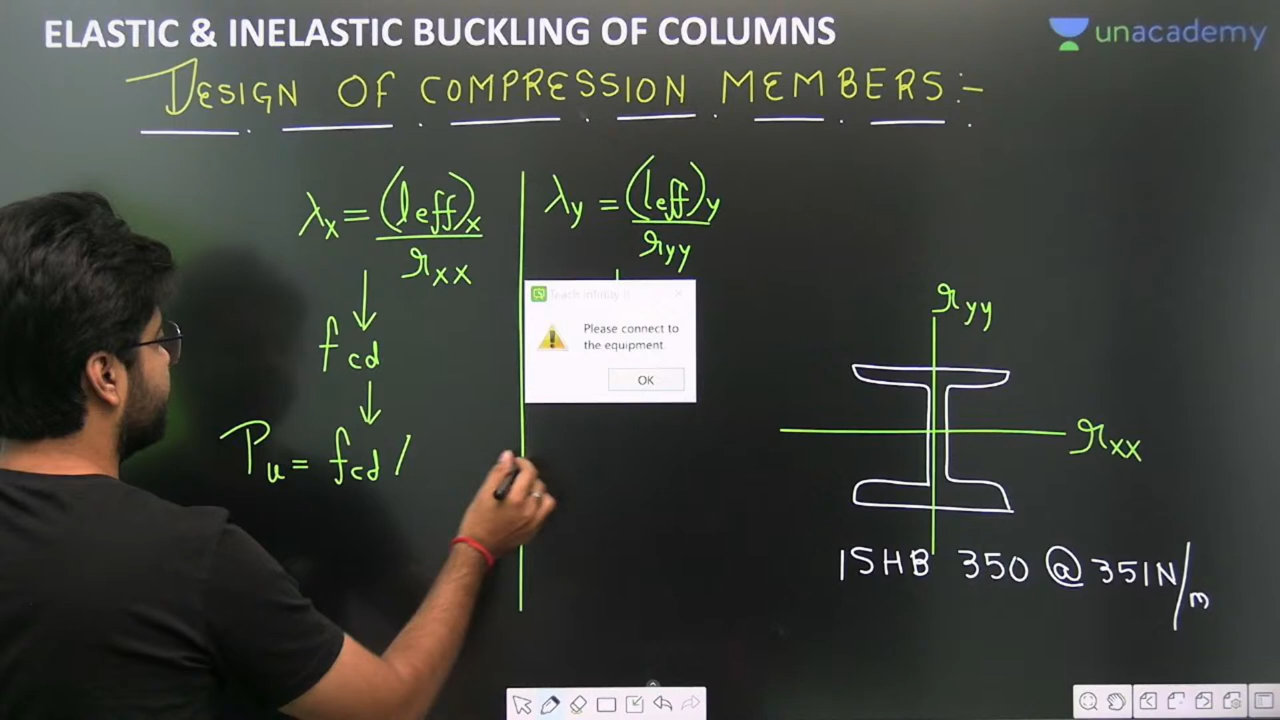 ELASTIC & INELASTIC BUCKLING OF COLUMNS
unacademy
DESIGN OF COMPRESSION MEMBERS:-
λx = (leff)x / rxx
λy = (leff)y / ryy
fcd
Pu = fcd /
Please connect to
the equipment.
OK
ryy
rxx
ISHB 350 @ 351N/m